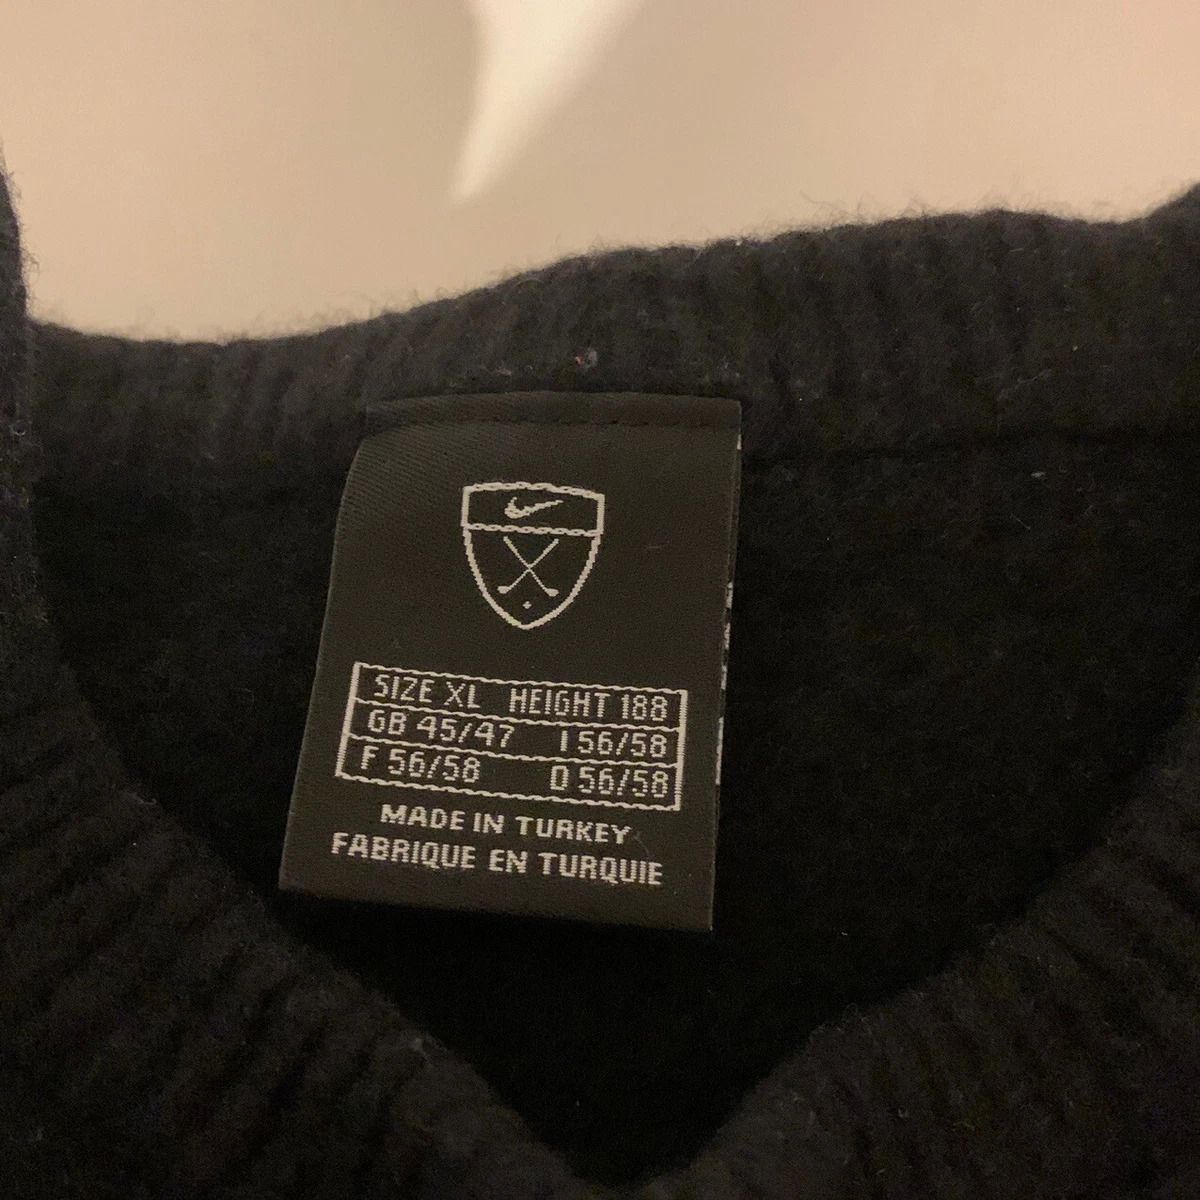 SIZE XL HEIGHT 188
GB 45/47 I 56/58
F 56/58 D 56/58
MADE IN TURKEY
FABRIQUE EN TURQUIE